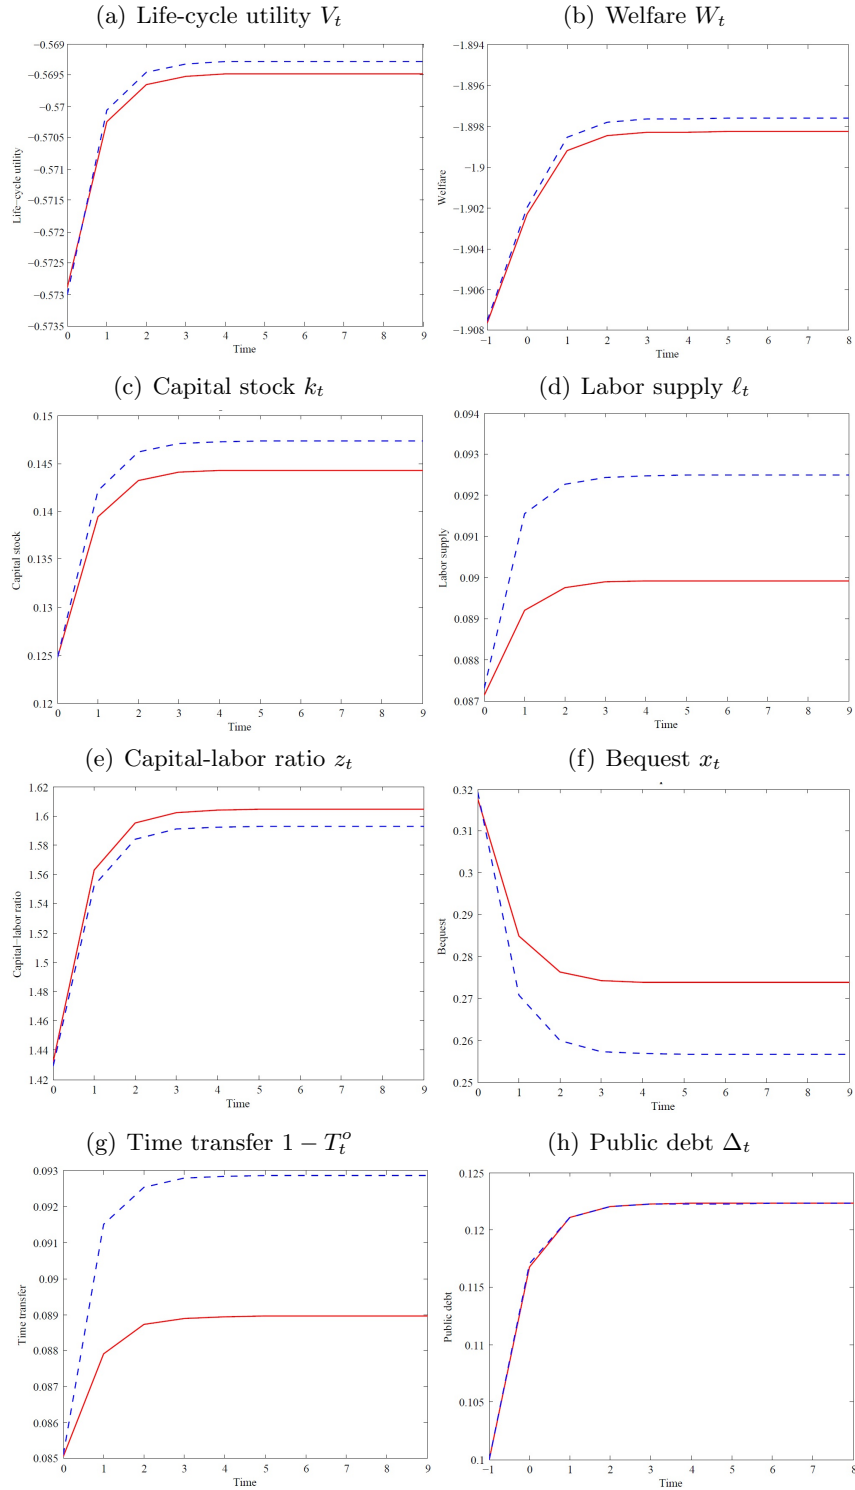 (a) Life-cycle utility V_t
−0.569
−0.5695
−0.57
−0.5705
−0.571
−0.5715
−0.572
−0.5725
−0.573
−0.5735
Life−cycle utility
0 1 2 3 4 5 6 7 8 9
Time
(b) Welfare W_t
−1.894
−1.896
−1.898
−1.9
−1.902
−1.904
−1.906
−1.908
Welfare
−1 0 1 2 3 4 5 6 7 8
Time
(c) Capital stock k_t
0.15
0.145
0.14
0.135
0.13
0.125
0.12
Capital stock
0 1 2 3 4 5 6 7 8 9
Time
(d) Labor supply ℓ_t
0.094
0.093
0.092
0.091
0.09
0.089
0.088
0.087
Labor supply
0 1 2 3 4 5 6 7 8 9
Time
(e) Capital-labor ratio z_t
1.62
1.6
1.58
1.56
1.54
1.52
1.5
1.48
1.46
1.44
1.42
Capital−labor ratio
0 1 2 3 4 5 6 7 8 9
Time
(f) Bequest x_t
0.32
0.31
0.3
0.29
0.28
0.27
0.26
0.25
Bequest
0 1 2 3 4 5 6 7 8 9
Time
(g) Time transfer 1 − T_t^o
0.093
0.092
0.091
0.09
0.089
0.088
0.087
0.086
0.085
Time transfer
0 1 2 3 4 5 6 7 8 9
Time
(h) Public debt Δ_t
0.125
0.12
0.115
0.11
0.105
0.1
Public debt
−1 0 1 2 3 4 5 6 7 8
Time